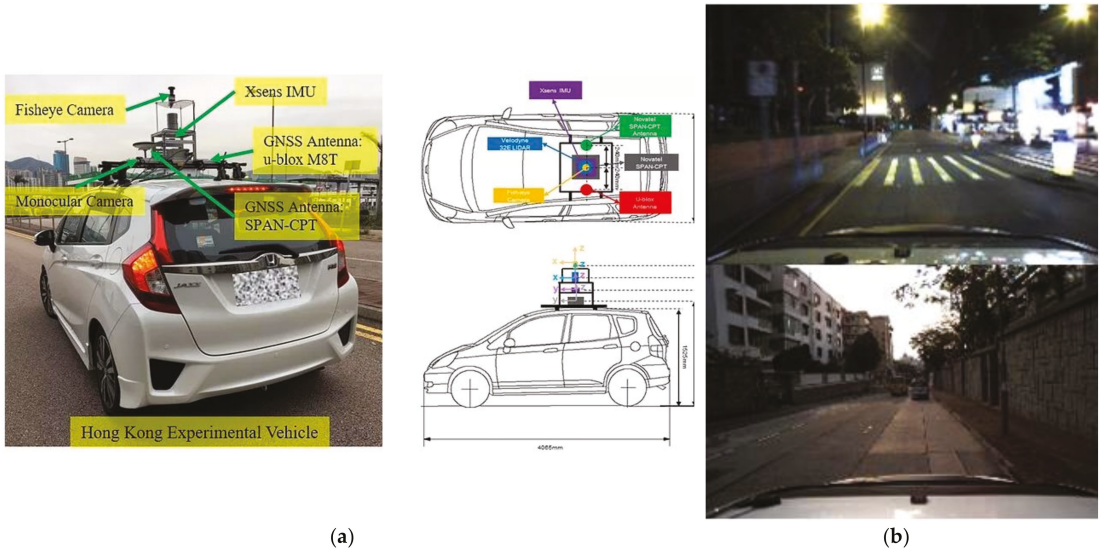 Fisheye Camera
Xsens IMU
GNSS Antenna:
u-blox M8T
Monocular Camera
GNSS Antenna:
SPAN-CPT
JAZZ
Hong Kong Experimental Vehicle
Xsens IMU
Novatel
SPAN-CPT
Antenna
Velodyne
32E LIDAR
Novatel
SPAN-CPT
Fisheye
Camera
U-blox
Antenna
z
x
z
x
z
y
y
1505mm
4065mm
(a)
(b)